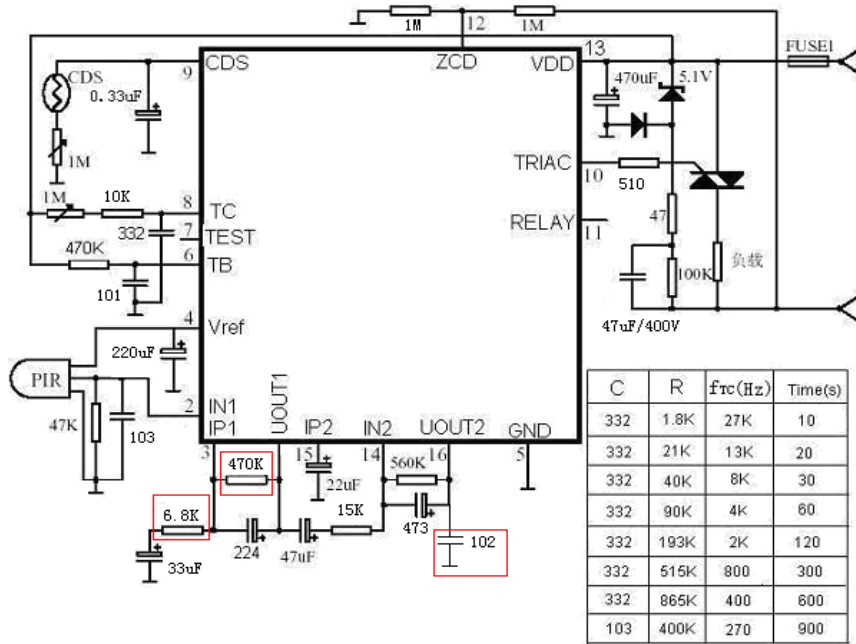 1M
12
1M
13
FUSE1
9
CDS
ZCD
VDD
470uF
5.1V
CDS
0.33uF
1M
TRIAC
10
510
1M
10K
8
TC
332
7
TEST
RELAY
11
47
470K
6
TB
101
100K
负载
4
Vref
47uF/400V
220uF
PIR
2
IN1
IP1
UOUT1
IP2
IN2
UOUT2
GND
47K
103
3
1
15
14
16
5
470K
22uF
560K
6.8K
15K
33uF
224
47uF
473
102
C R fTC(Hz) Time(s)
332 1.8K 27K 10
332 21K 13K 20
332 40K 8K 30
332 90K 4K 60
332 193K 2K 120
332 515K 800 300
332 865K 400 600
103 400K 270 900